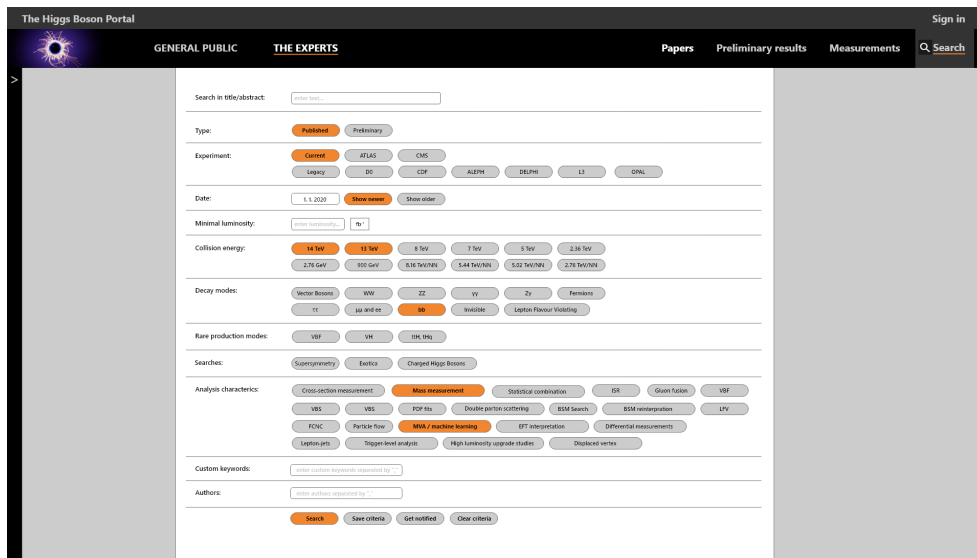 The Higgs Boson Portal Sign in
GENERAL PUBLIC THE EXPERTS Papers Preliminary results Measurements Search
>
Search in title/abstract: enter text...
Type: Published Preliminary
Experiment: Current ATLAS CMS
Legacy D0 CDF ALEPH DELPHI L3 OPAL
Date: 1. 1. 2020 Show newer Show older
Minimal luminosity: enter luminosity... fb⁻¹
Collision energy: 14 TeV 13 TeV 8 TeV 7 TeV 5 TeV 2.36 TeV
2.76 GeV 900 GeV 8.16 TeV/NN 5.44 TeV/NN 5.02 TeV/NN 2.76 TeV/NN
Decay modes: Vector Bosons WW ZZ γγ Zγ Fermions
ττ μμ and ee bb Invisible Lepton Flavour Violating
Rare production modes: VBF VH ttH, tHq
Searches: Supersymmetry Exotica Charged Higgs Bosons
Analysis characterics: Cross-section measurement Mass measurement Statistical combination ISR Gluon fusion VBF
VBS VBS PDF fits Double parton scattering BSM Search BSM reinterpration LFV
FCNC Particle flow MVA / machine learning EFT interpretation Differential measurements
Lepton-jets Trigger-level analysis High luminosity upgrade studies Displaced vertex
Custom keywords: enter custom keywords separated by ","
Authors: enter authors separated by ","
Search Save criteria Get notified Clear criteria